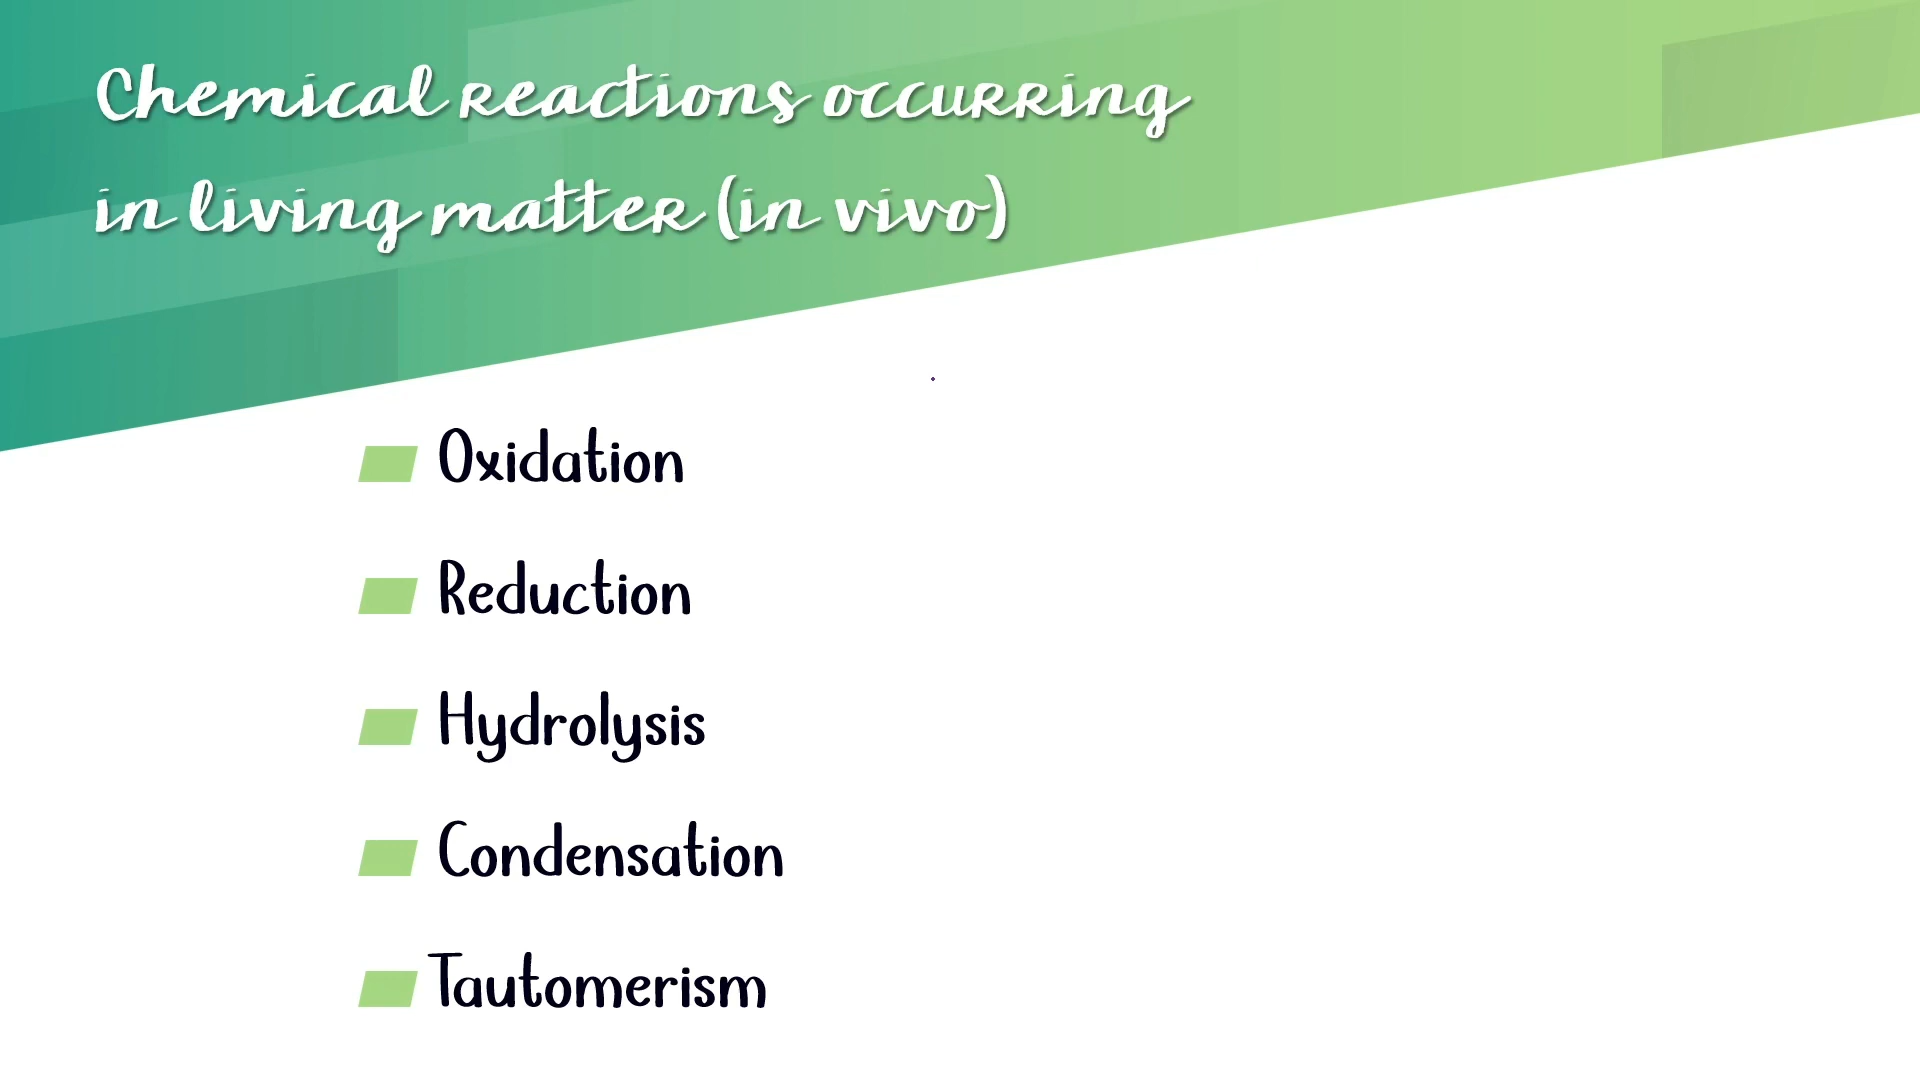 Chemical reactions occurring
in living matter (in vivo)
Oxidation
Reduction
Hydrolysis
Condensation
Tautomerism